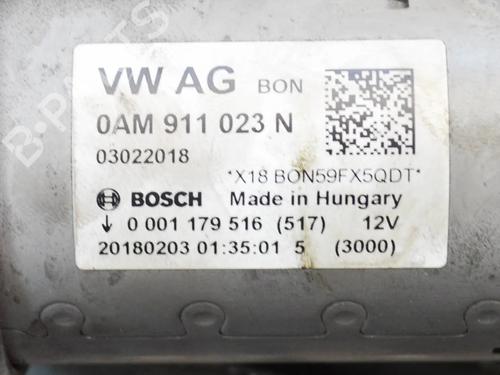 VW AG BON
0AM 911 023 N
03022018
*X18 BON59FX5QDT*
BOSCH Made in Hungary
↓ 0 001 179 516 (517) 12V
20180203 01:35:01 5 (3000)
B-PARTS